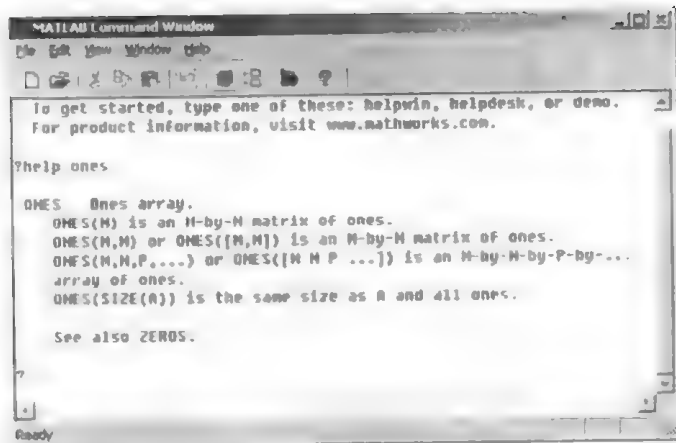 MATLAB Command Window
File Edit View Window Help
To get started, type one of these: helpwin, helpdesk, or demo.
For product information, visit www.mathworks.com.
?help ones
ONES Ones array.
ONES(N) is an N-by-N matrix of ones.
ONES(M,N) or ONES([M,N]) is an M-by-N matrix of ones.
ONES(M,N,P,...) or ONES([M N P ...]) is an M-by-N-by-P-by-...
array of ones.
ONES(SIZE(A)) is the same size as A and all ones.
See also ZEROS.
?
Ready